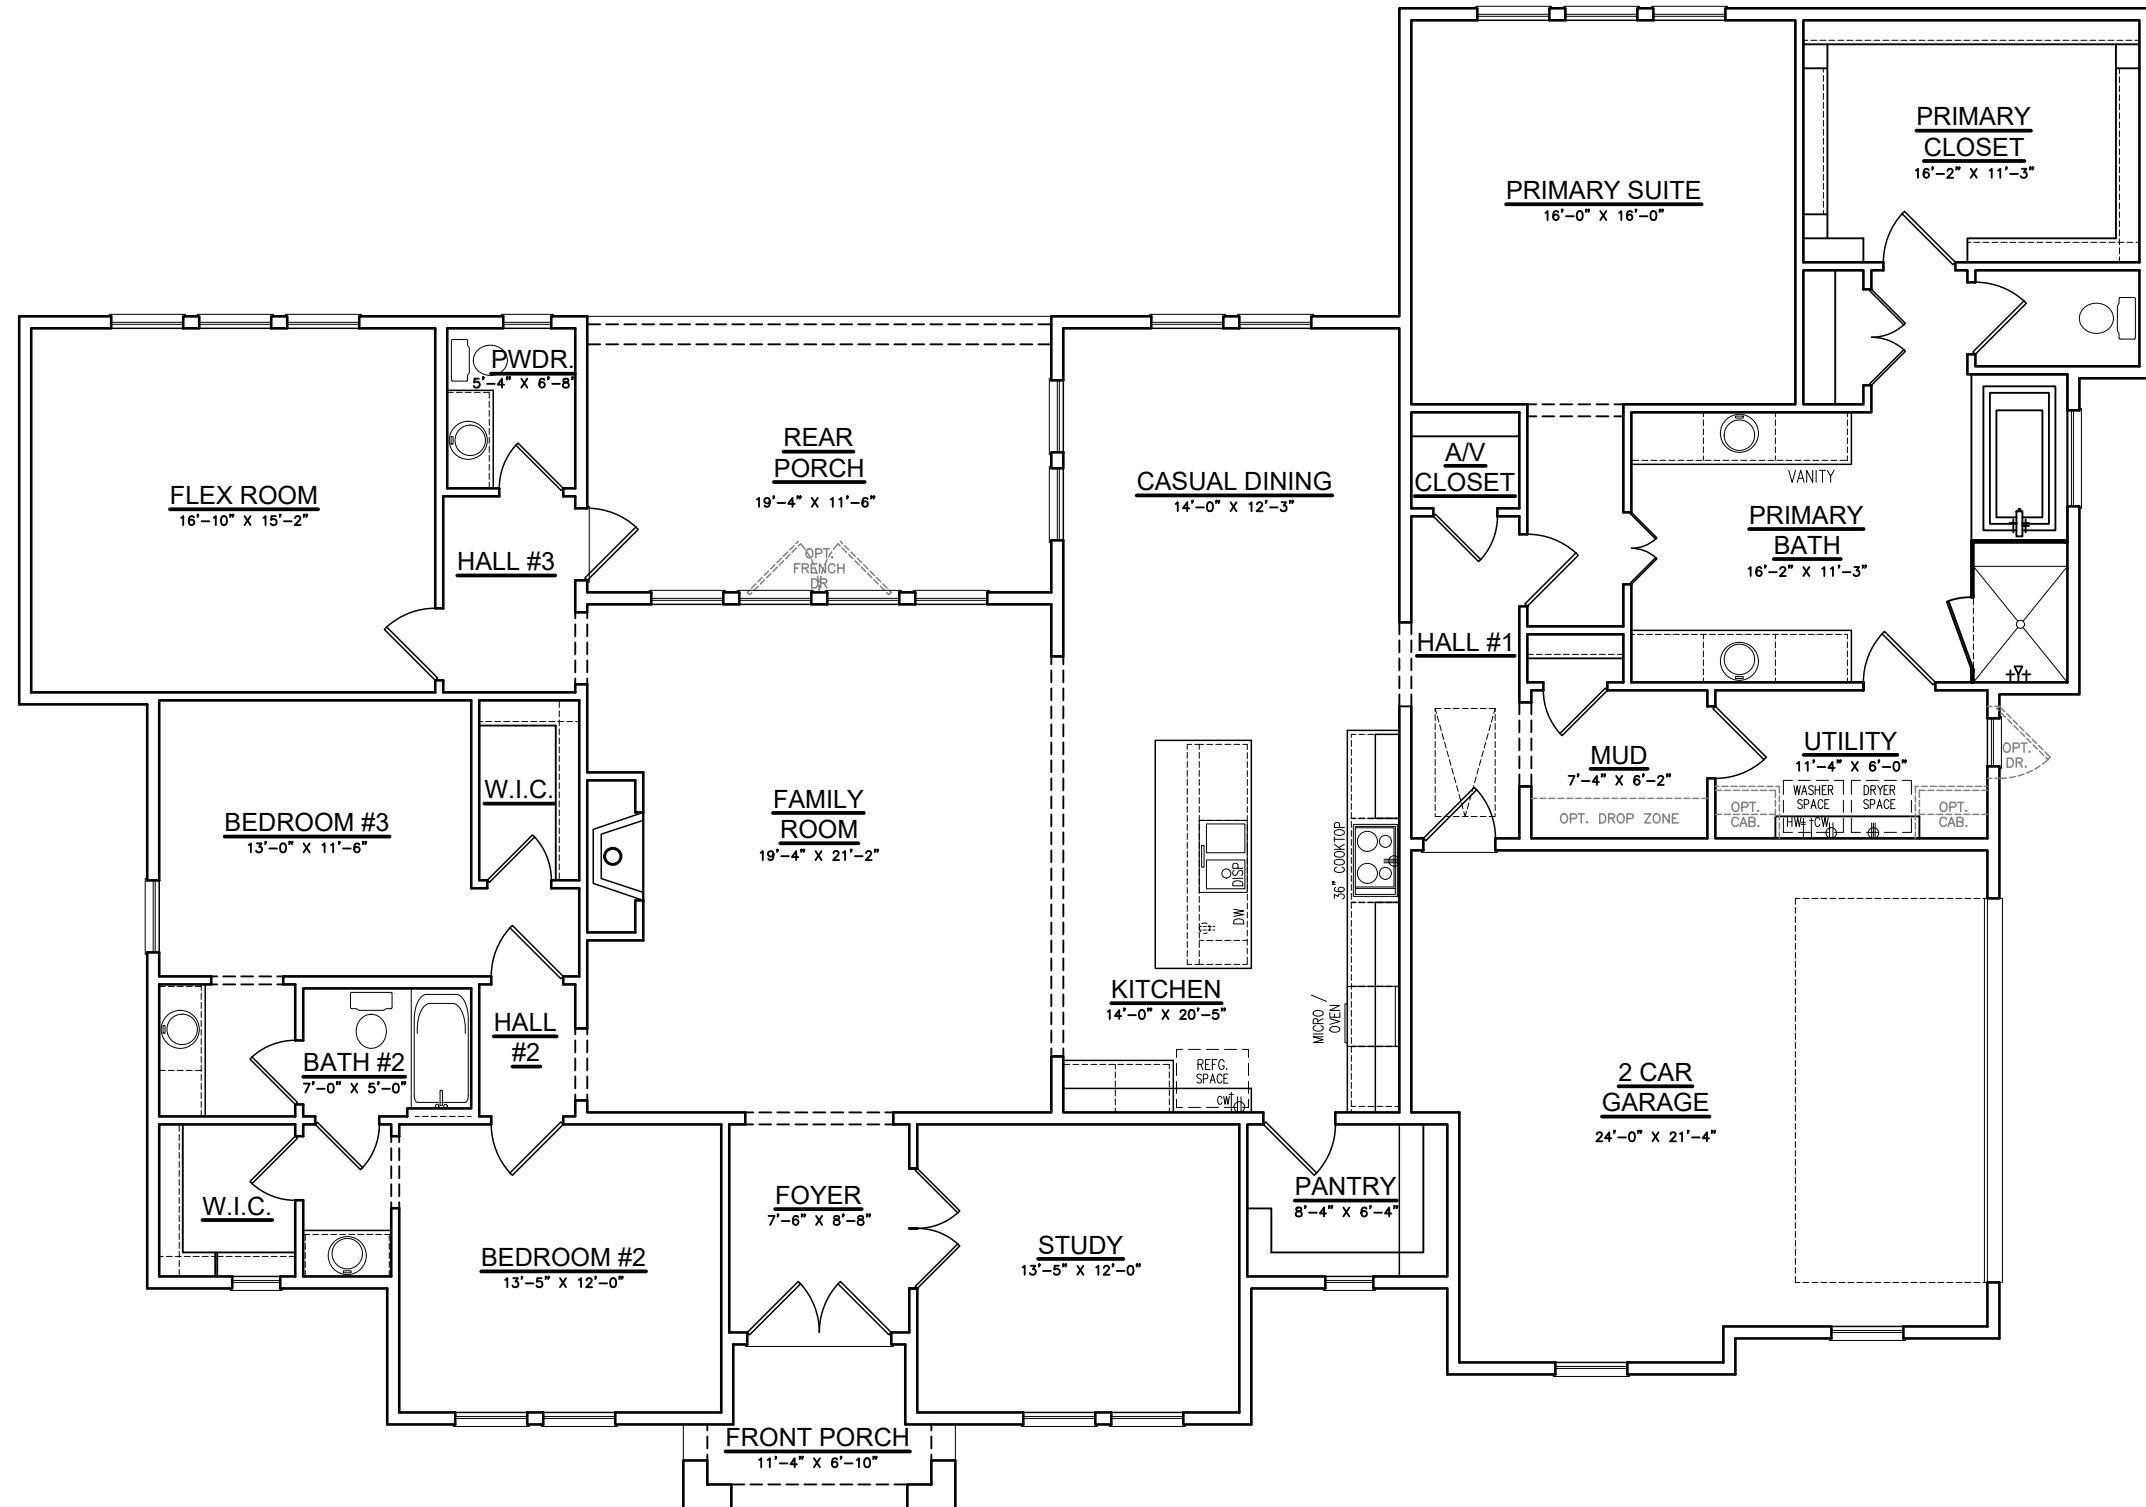 PRIMARY
CLOSET
16'-2" X 11'-3"
PRIMARY SUITE
16'-0" X 16'-0"
PWDR.
5'-4" X 6'-8"
REAR
PORCH
19'-4" X 11'-6"
CASUAL DINING
14'-0" X 12'-3"
A/V
CLOSET
VANITY
FLEX ROOM
16'-10" X 15'-2"
PRIMARY
BATH
16'-2" X 11'-3"
HALL #3
OPT.
FRENCH
DR
HALL #1
MUD
7'-4" X 6'-2"
UTILITY
11'-4" X 6'-0"
OPT.
DR.
WASHER
SPACE
DRYER
SPACE
OPT.
CAB.
OPT.
CAB.
HW
CW
OPT. DROP ZONE
W.I.C.
BEDROOM #3
13'-0" X 11'-6"
FAMILY
ROOM
19'-4" X 21'-2"
36" COOKTOP
DISP
DW
KITCHEN
14'-0" X 20'-5"
MICRO /
OVEN
HALL
#2
BATH #2
7'-0" X 5'-0"
REFG.
SPACE
CW
2 CAR
GARAGE
24'-0" X 21'-4"
W.I.C.
FOYER
7'-6" X 8'-8"
PANTRY
8'-4" X 6'-4"
BEDROOM #2
13'-5" X 12'-0"
STUDY
13'-5" X 12'-0"
FRONT PORCH
11'-4" X 6'-10"